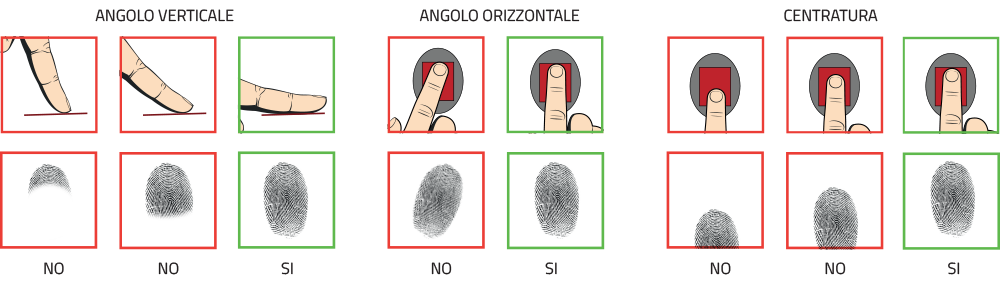 ANGOLO VERTICALE
ANGOLO ORIZZONTALE
CENTRATURA
NO
NO
SI
NO
SI
NO
NO
SI